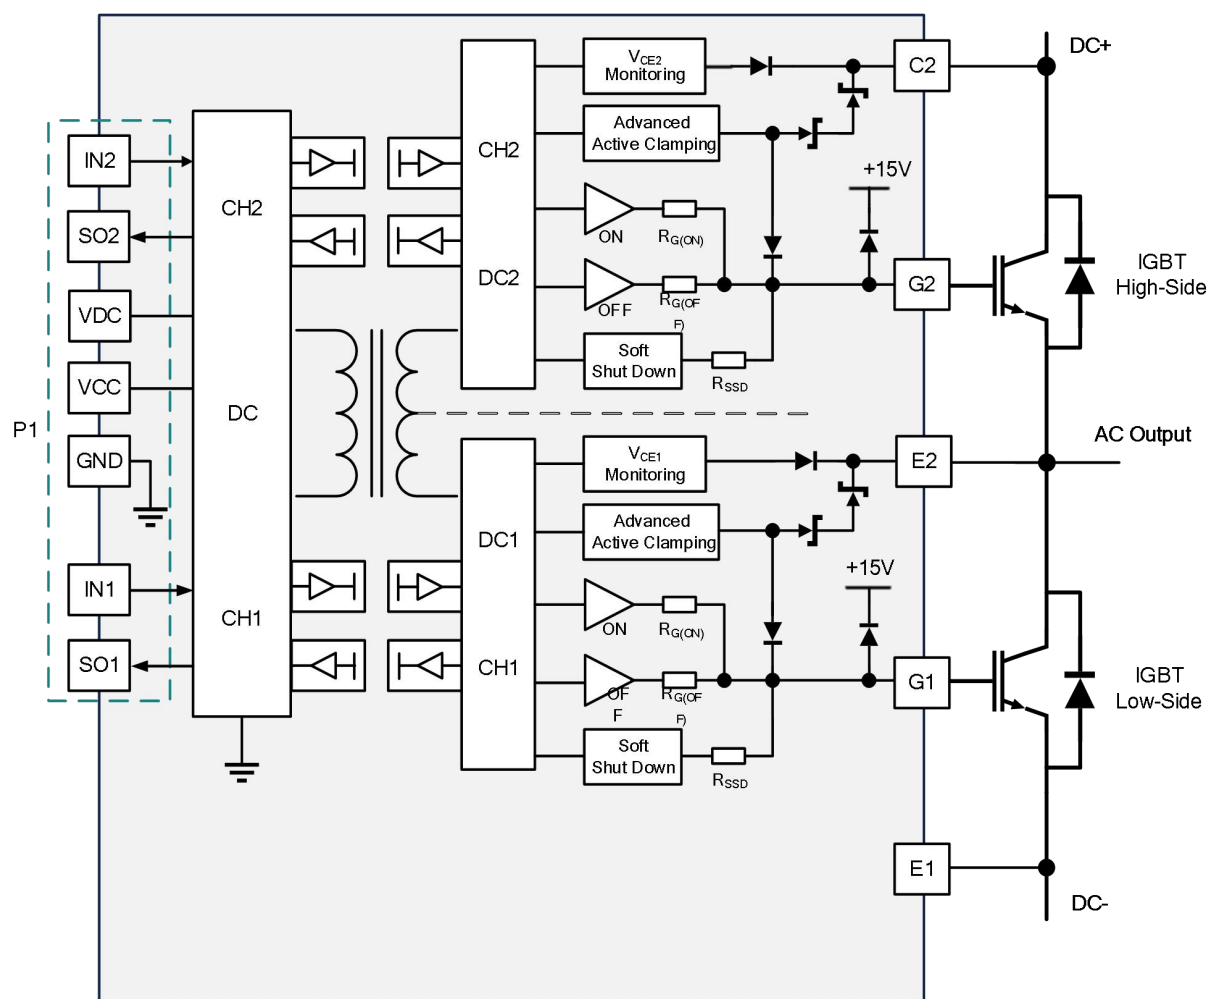 DC+
C2
VCE2
Monitoring
Advanced
Active Clamping
IN2
CH2
CH2
+15V
SO2
ON
RG(ON)
IGBT
High-Side
DC2
G2
VDC
OFF
RG(OF
F)
Soft
Shut Down
RSSD
VCC
P1
DC
AC Output
GND
VCE1
Monitoring
E2
Advanced
Active Clamping
DC1
IN1
+15V
CH1
ON
RG(ON)
SO1
CH1
OF
F
RG(OF
F)
G1
IGBT
Low-Side
Soft
Shut Down
RSSD
E1
DC-